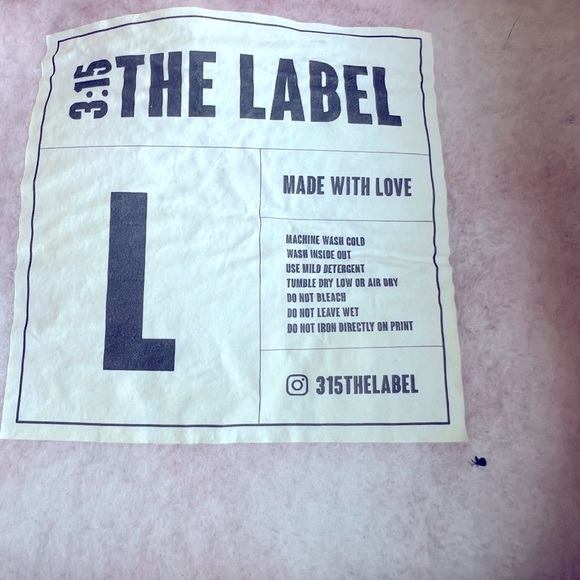 3:15 THE LABEL
L
MADE WITH LOVE
MACHINE WASH COLD
WASH INSIDE OUT
USE MILD DETERGENT
TUMBLE DRY LOW OR AIR DRY
DO NOT BLEACH
DO NOT LEAVE WET
DO NOT IRON DIRECTLY ON PRINT
315THELABEL